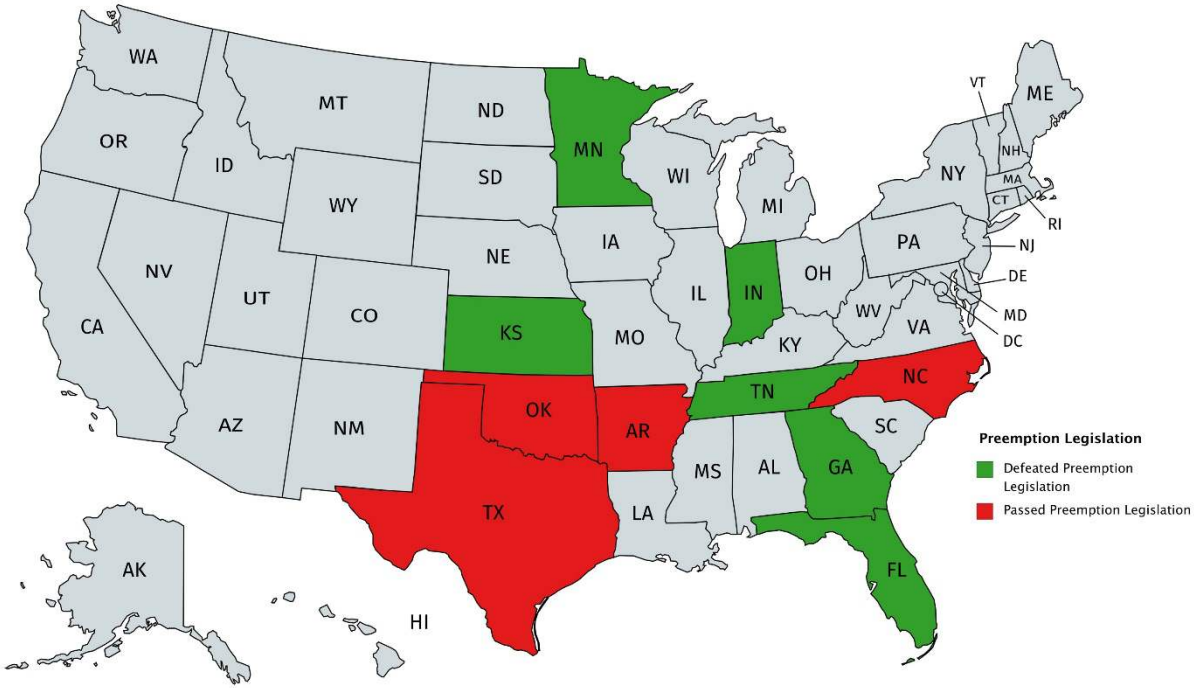 WA
MT
ND
MN
OR
ID
WY
SD
WI
MI
NY
VT
NH
ME
MA
CT
RI
NV
UT
CO
NE
IA
IL
IN
OH
PA
NJ
DE
MD
DC
WV
VA
CA
KS
MO
KY
AZ
NM
OK
AR
TN
NC
SC
TX
LA
MS
AL
GA
FL
AK
HI
Preemption Legislation
Defeated Preemption
Legislation
Passed Preemption Legislation